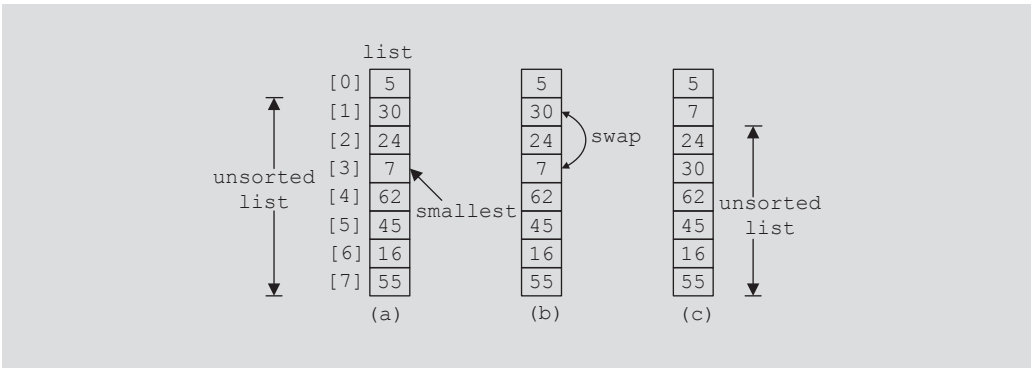 list
[0] 5 5 5
[1] 30 30 7
[2] 24 24 swap 24
[3] 7 7 30
unsorted list
[4] 62 62 62
smallest
unsorted list
[5] 45 45 45
[6] 16 16 16
[7] 55 55 55
(a) (b) (c)